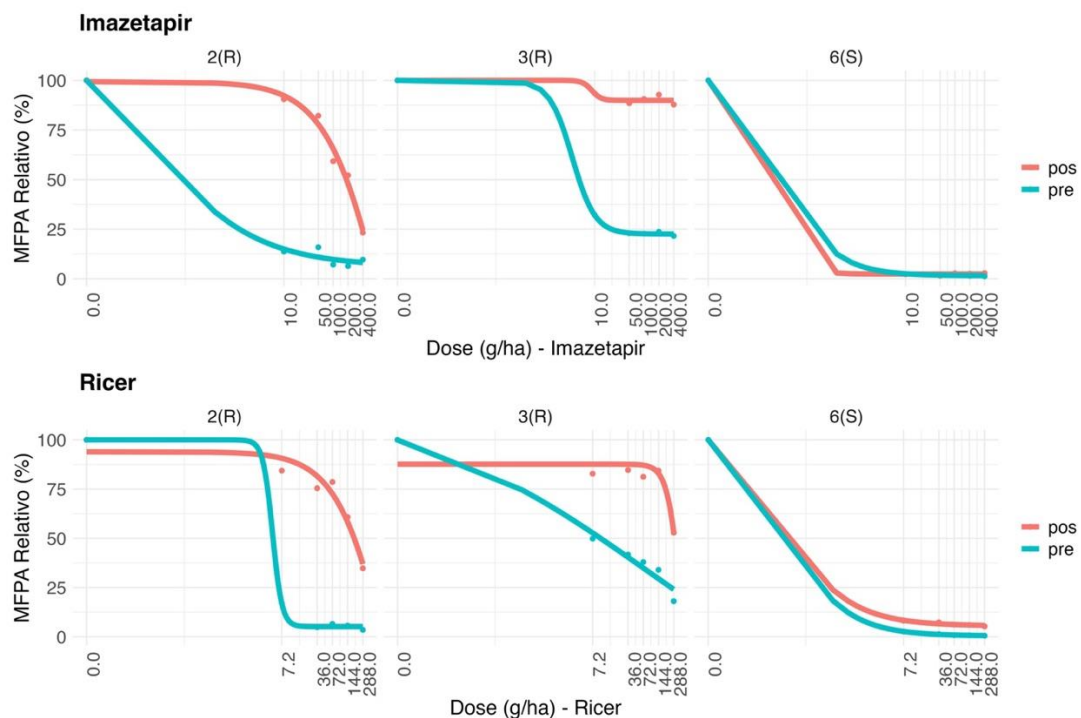 Imazetapir
2(R) 3(R) 6(S)
MFPA Relativo (%)
100
75
50
25
0
0.0 10.0 50.0 100.0 200.0 400.0 0.0 10.0 50.0 100.0 200.0 400.0 0.0 10.0 50.0 100.0 200.0 400.0
Dose (g/ha) - Imazetapir
pos
pre
Ricer
2(R) 3(R) 6(S)
MFPA Relativo (%)
100
75
50
25
0
0.0 7.2 36.0 72.0 144.0 288.0 0.0 7.2 36.0 72.0 144.0 288.0 0.0 7.2 36.0 72.0 144.0 288.0
Dose (g/ha) - Ricer
pos
pre